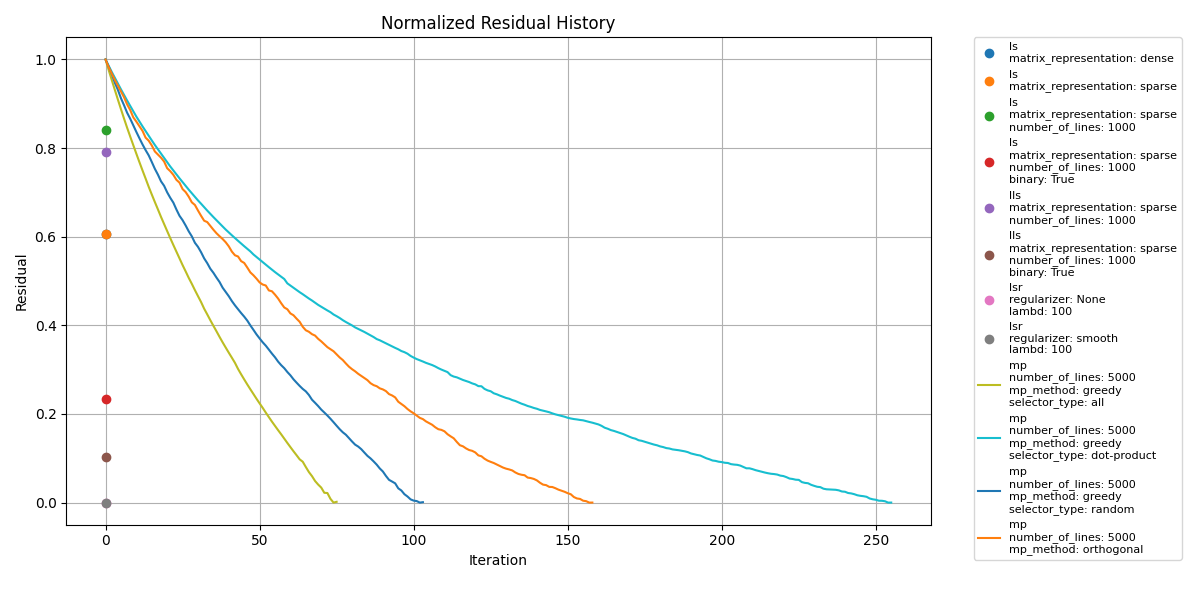 Normalized Residual History
Residual
1.0
0.8
0.6
0.4
0.2
0.0
0
50
100
150
200
250
Iteration
ls
matrix_representation: dense
ls
matrix_representation: sparse
ls
matrix_representation: sparse
number_of_lines: 1000
ls
matrix_representation: sparse
number_of_lines: 1000
binary: True
lls
matrix_representation: sparse
number_of_lines: 1000
lls
matrix_representation: sparse
number_of_lines: 1000
binary: True
lsr
regularizer: None
lambd: 100
lsr
regularizer: smooth
lambd: 100
mp
number_of_lines: 5000
mp_method: greedy
selector_type: all
mp
number_of_lines: 5000
mp_method: greedy
selector_type: dot-product
mp
number_of_lines: 5000
mp_method: greedy
selector_type: random
mp
number_of_lines: 5000
mp_method: orthogonal